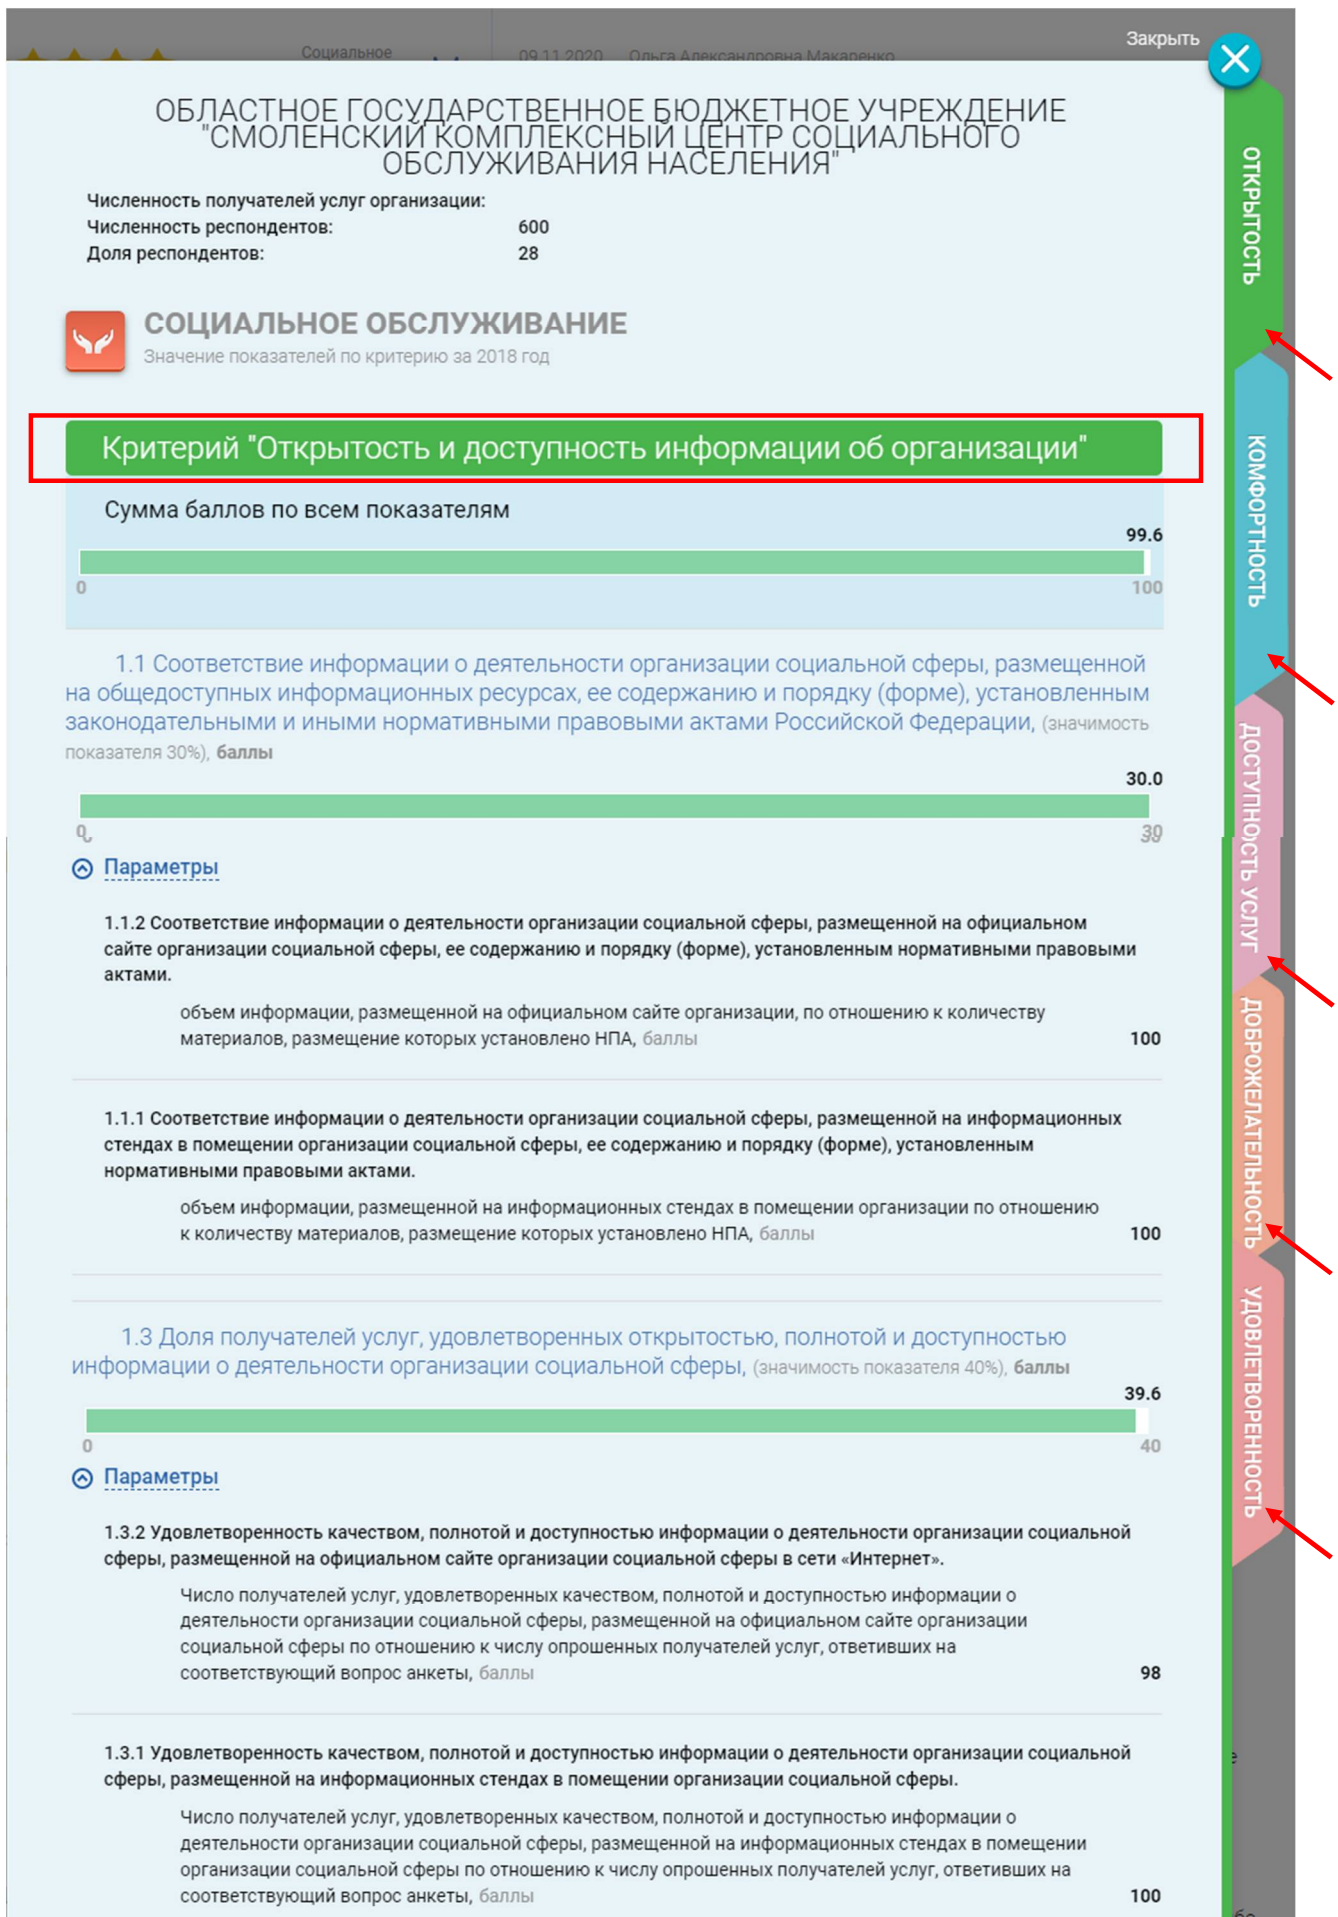 Закрыть
Социальное
09.11.2020 Ольга Александровна Макаренко
ОБЛАСТНОЕ ГОСУДАРСТВЕННОЕ БЮДЖЕТНОЕ УЧРЕЖДЕНИЕ
"СМОЛЕНСКИЙ КОМПЛЕКСНЫЙ ЦЕНТР СОЦИАЛЬНОГО
ОБСЛУЖИВАНИЯ НАСЕЛЕНИЯ"
Численность получателей услуг организации:
Численность респондентов: 600
Доля респондентов: 28
СОЦИАЛЬНОЕ ОБСЛУЖИВАНИЕ
Значение показателей по критерию за 2018 год
Критерий "Открытость и доступность информации об организации"
Сумма баллов по всем показателям
99.6
0 100
1.1 Соответствие информации о деятельности организации социальной сферы, размещенной
на общедоступных информационных ресурсах, ее содержанию и порядку (форме), установленным
законодательными и иными нормативными правовыми актами Российской Федерации, (значимость
показателя 30%), баллы
30.0
0 30
Параметры
1.1.2 Соответствие информации о деятельности организации социальной сферы, размещенной на официальном
сайте организации социальной сферы, ее содержанию и порядку (форме), установленным нормативными правовыми
актами.
объем информации, размещенной на официальном сайте организации, по отношению к количеству
материалов, размещение которых установлено НПА, баллы 100
1.1.1 Соответствие информации о деятельности организации социальной сферы, размещенной на информационных
стендах в помещении организации социальной сферы, ее содержанию и порядку (форме), установленным
нормативными правовыми актами.
объем информации, размещенной на информационных стендах в помещении организации по отношению
к количеству материалов, размещение которых установлено НПА, баллы 100
1.3 Доля получателей услуг, удовлетворенных открытостью, полнотой и доступностью
информации о деятельности организации социальной сферы, (значимость показателя 40%), баллы
39.6
0 40
Параметры
1.3.2 Удовлетворенность качеством, полнотой и доступностью информации о деятельности организации социальной
сферы, размещенной на официальном сайте организации социальной сферы в сети «Интернет».
Число получателей услуг, удовлетворенных качеством, полнотой и доступностью информации о
деятельности организации социальной сферы, размещенной на официальном сайте организации
социальной сферы по отношению к числу опрошенных получателей услуг, ответивших на
соответствующий вопрос анкеты, баллы 98
1.3.1 Удовлетворенность качеством, полнотой и доступностью информации о деятельности организации социальной
сферы, размещенной на информационных стендах в помещении организации социальной сферы.
Число получателей услуг, удовлетворенных качеством, полнотой и доступностью информации о
деятельности организации социальной сферы, размещенной на информационных стендах в помещении
организации социальной сферы по отношению к числу опрошенных получателей услуг, ответивших на
соответствующий вопрос анкеты, баллы 100
ОТКРЫТОСТЬ
КОМФОРТНОСТЬ
ДОСТУПНОСТЬ УСЛУГ
ДОБРОЖЕЛАТЕЛЬНОСТЬ
УДОВЛЕТВОРЕННОСТЬ